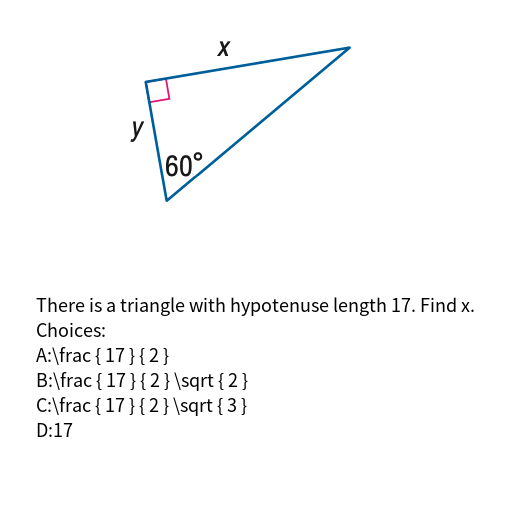 x
y
60°
There is a triangle with hypotenuse length 17. Find x.
Choices:
A:\frac { 17 } { 2 }
B:\frac { 17 } { 2 } \sqrt { 2 }
C:\frac { 17 } { 2 } \sqrt { 3 }
D:17